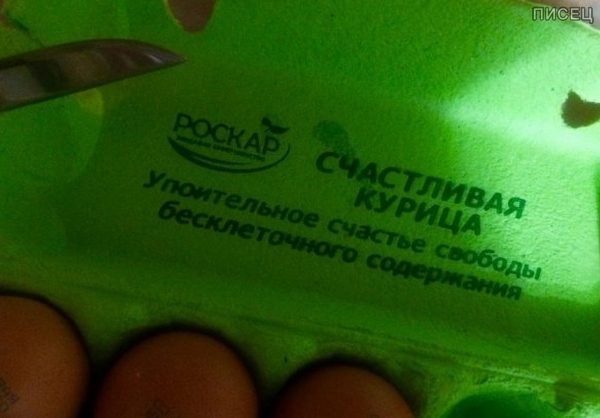 ПИСЕЦ
РОСКАР
СЧАСТЛИВАЯ
КУРИЦА
Упоительное счастье свободы
бесклеточного содержания